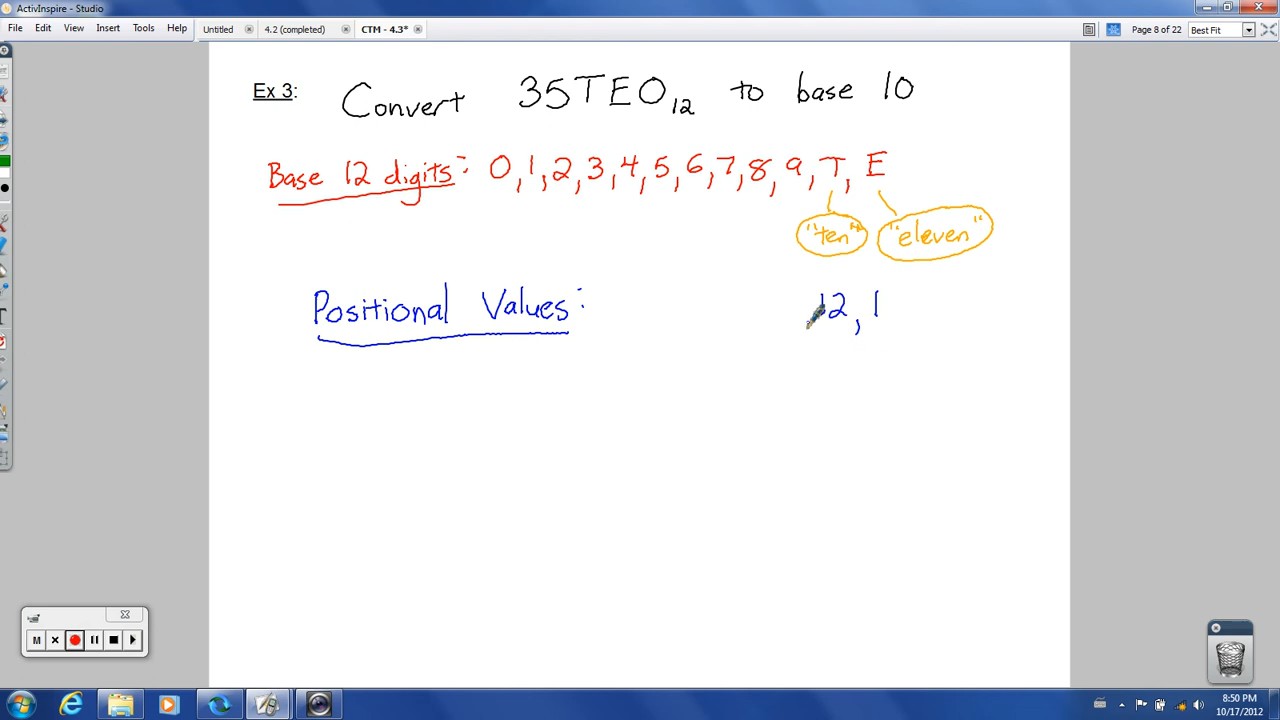 ActivInspire - Studio
File Edit View Insert Tools Help
Untitled
4.2 (completed)
CTM - 4.3*
Page 8 of 22
Best Fit
Ex 3: Convert 35TE0₁₂ to base 10
Base 12 digits: 0, 1, 2, 3, 4, 5, 6, 7, 8, 9, T, E
"ten" "eleven"
Positional Values: 12, 1
M
8:50 PM
10/17/2012